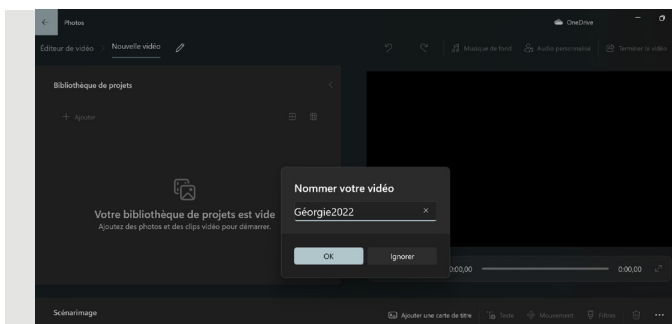 Photos
OneDrive
Éditeur de vidéo
Nouvelle vidéo
Musique de fond
Audio personnalisé
Terminer la vidéo
Bibliothèque de projets
Ajouter
Votre bibliothèque de projets est vide
Ajoutez des photos et des clips vidéo pour démarrer.
Nommer votre vidéo
Géorgie2022
OK
Ignorer
0:00,00
0:00,00
Scénarimage
Ajouter une carte de titre
Texte
Mouvement
Filtres